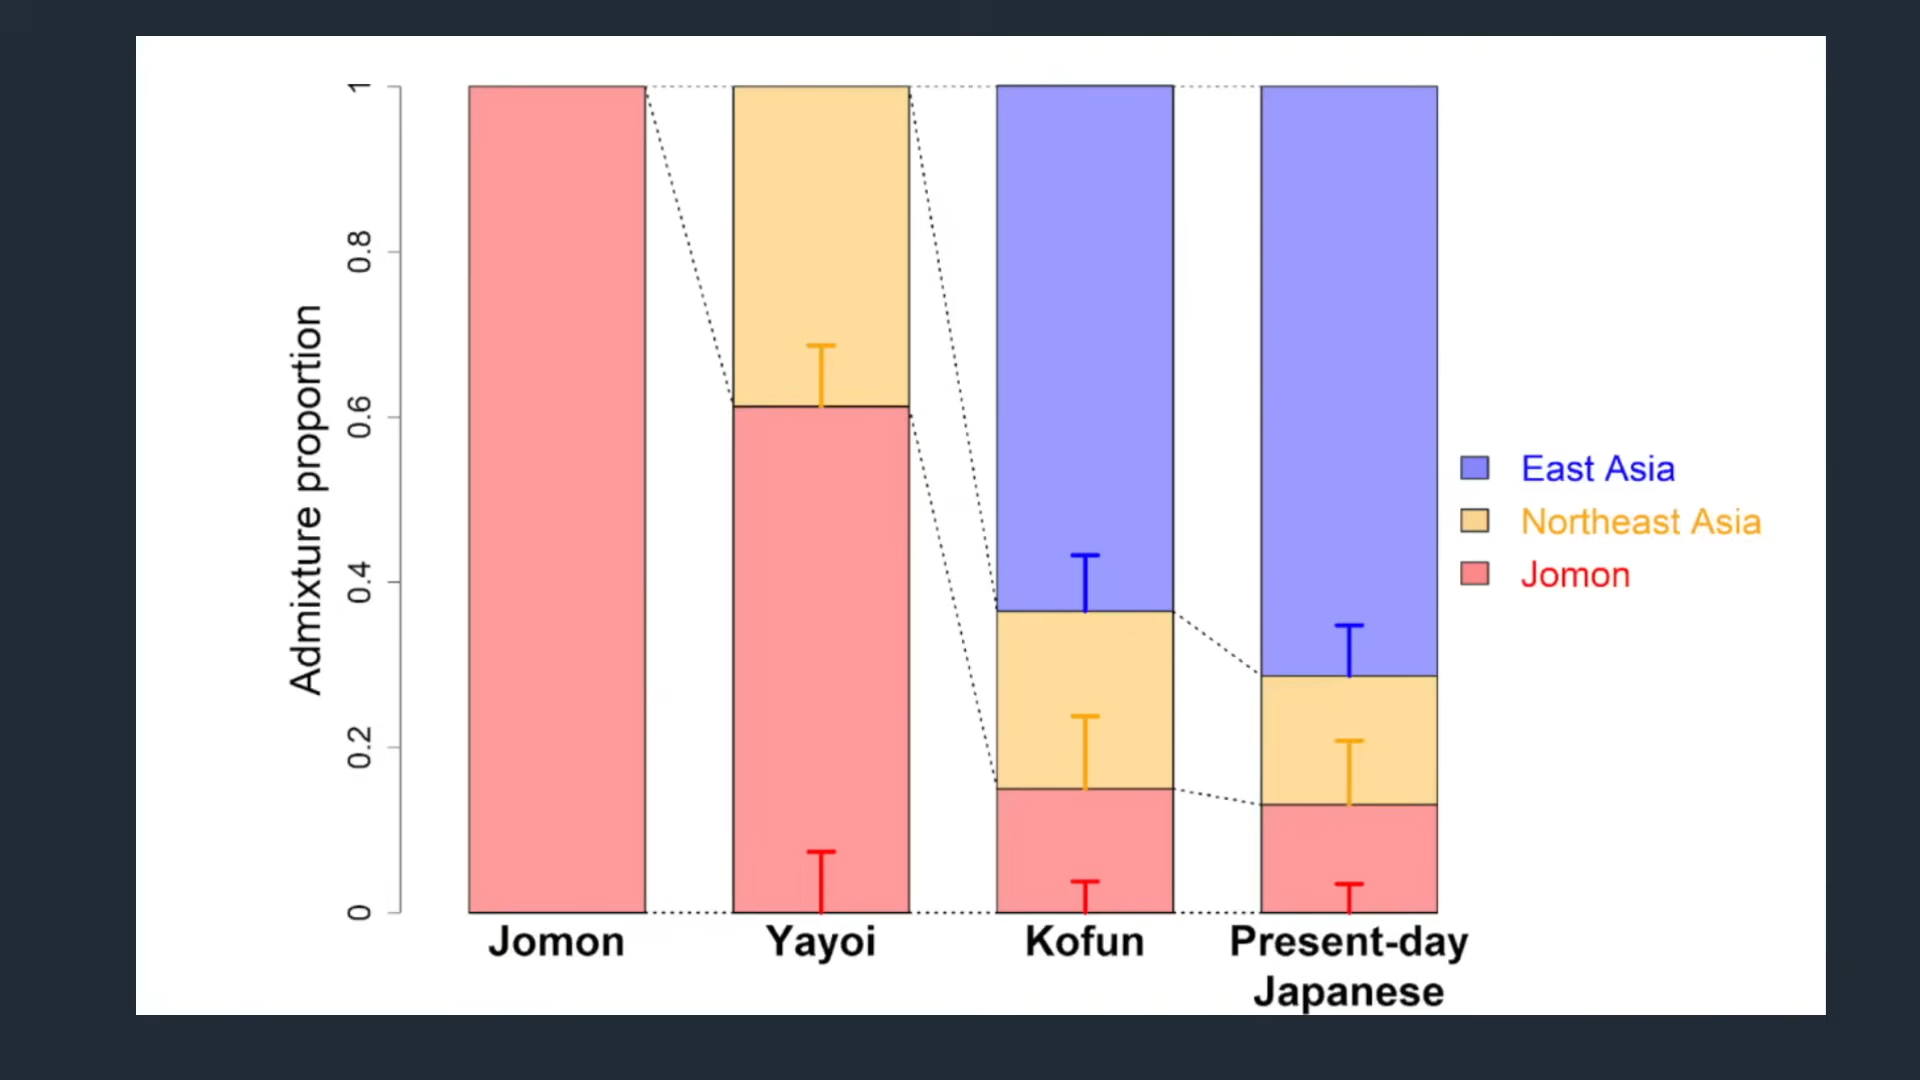 Admixture proportion
1
0.8
0.6
0.4
0.2
0
Jomon
Yayoi
Kofun
Present-day
Japanese
East Asia
Northeast Asia
Jomon